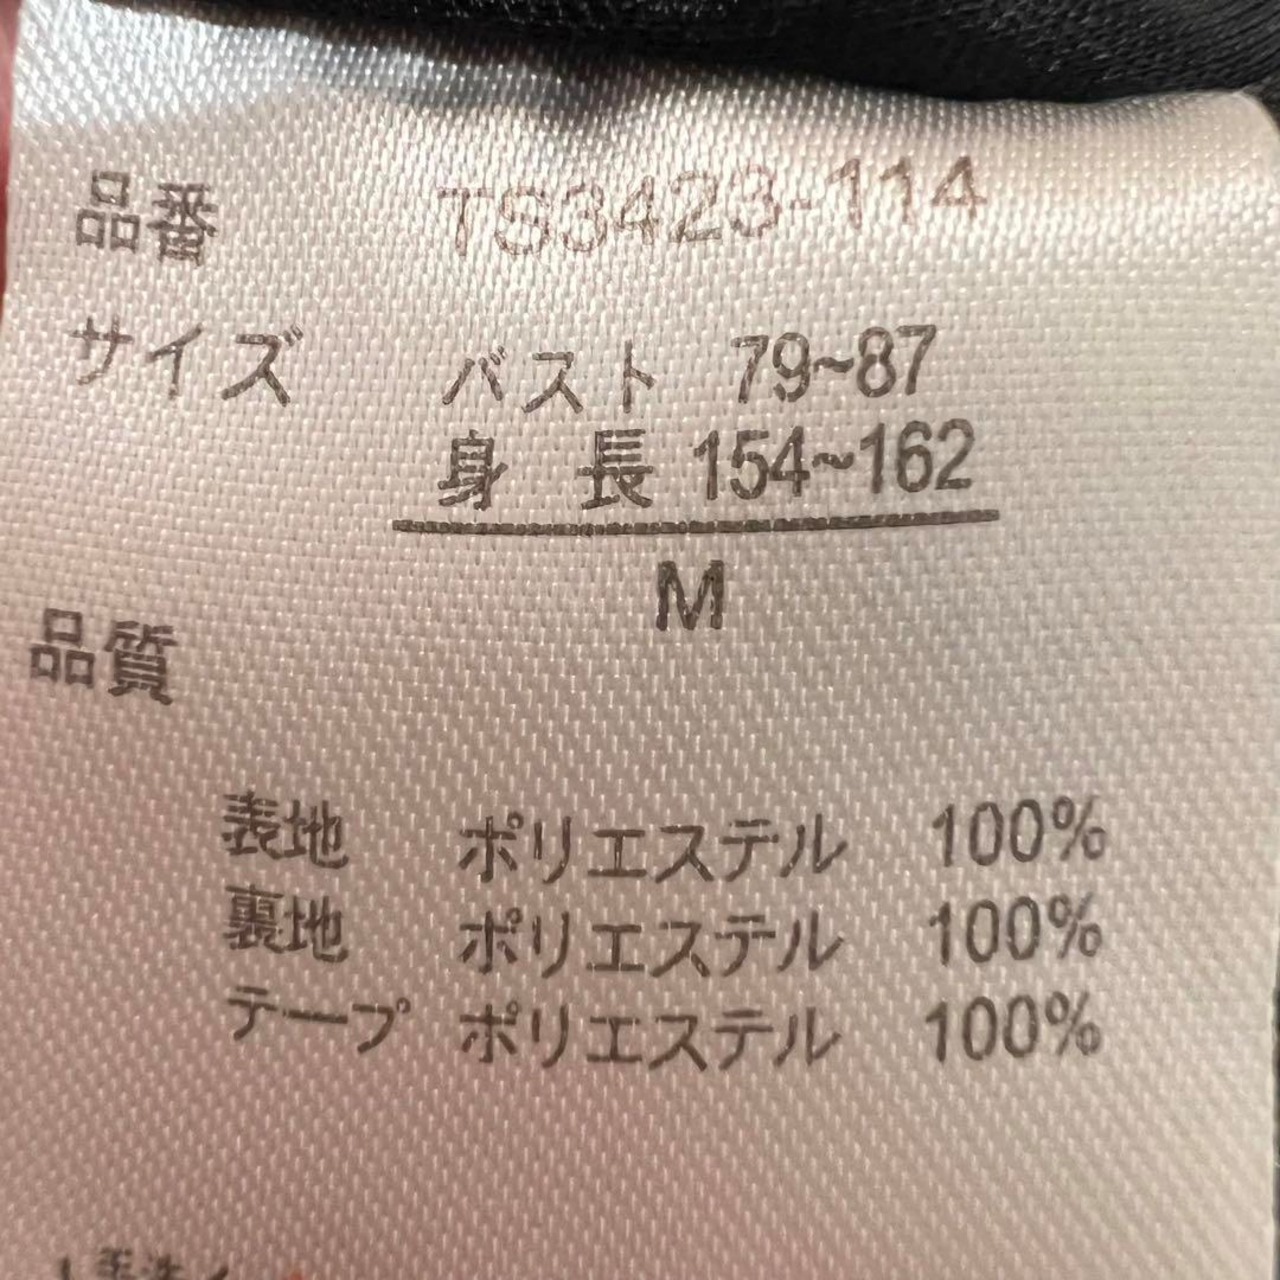 品番 TS3423-114
サイズ バスト 79~87
身 長 154~162
M
品質
表地 ポリエステル 100%
裏地 ポリエステル 100%
テープ ポリエステル 100%